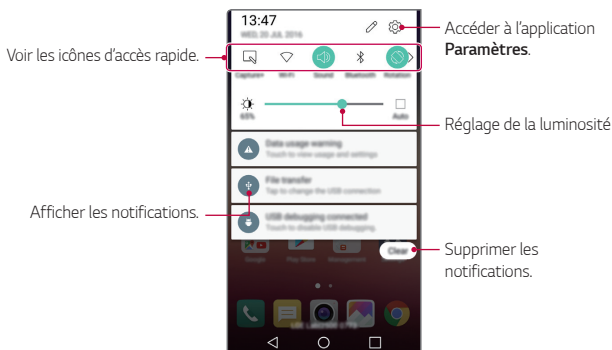 13:47
WED, 20 JUL 2016
Accéder à l'application
Paramètres.
Voir les icônes d'accès rapide.
Capture+ Wi-Fi Sound Bluetooth Rotation
65% Auto
Réglage de la luminosité
Data usage warning
Touch to view usage and settings.
File transfer
Tap to change the USB connection
Afficher les notifications.
USB debugging connected
Touch to disable USB debugging.
Clear
Supprimer les
notifications.
Google Play Store Management